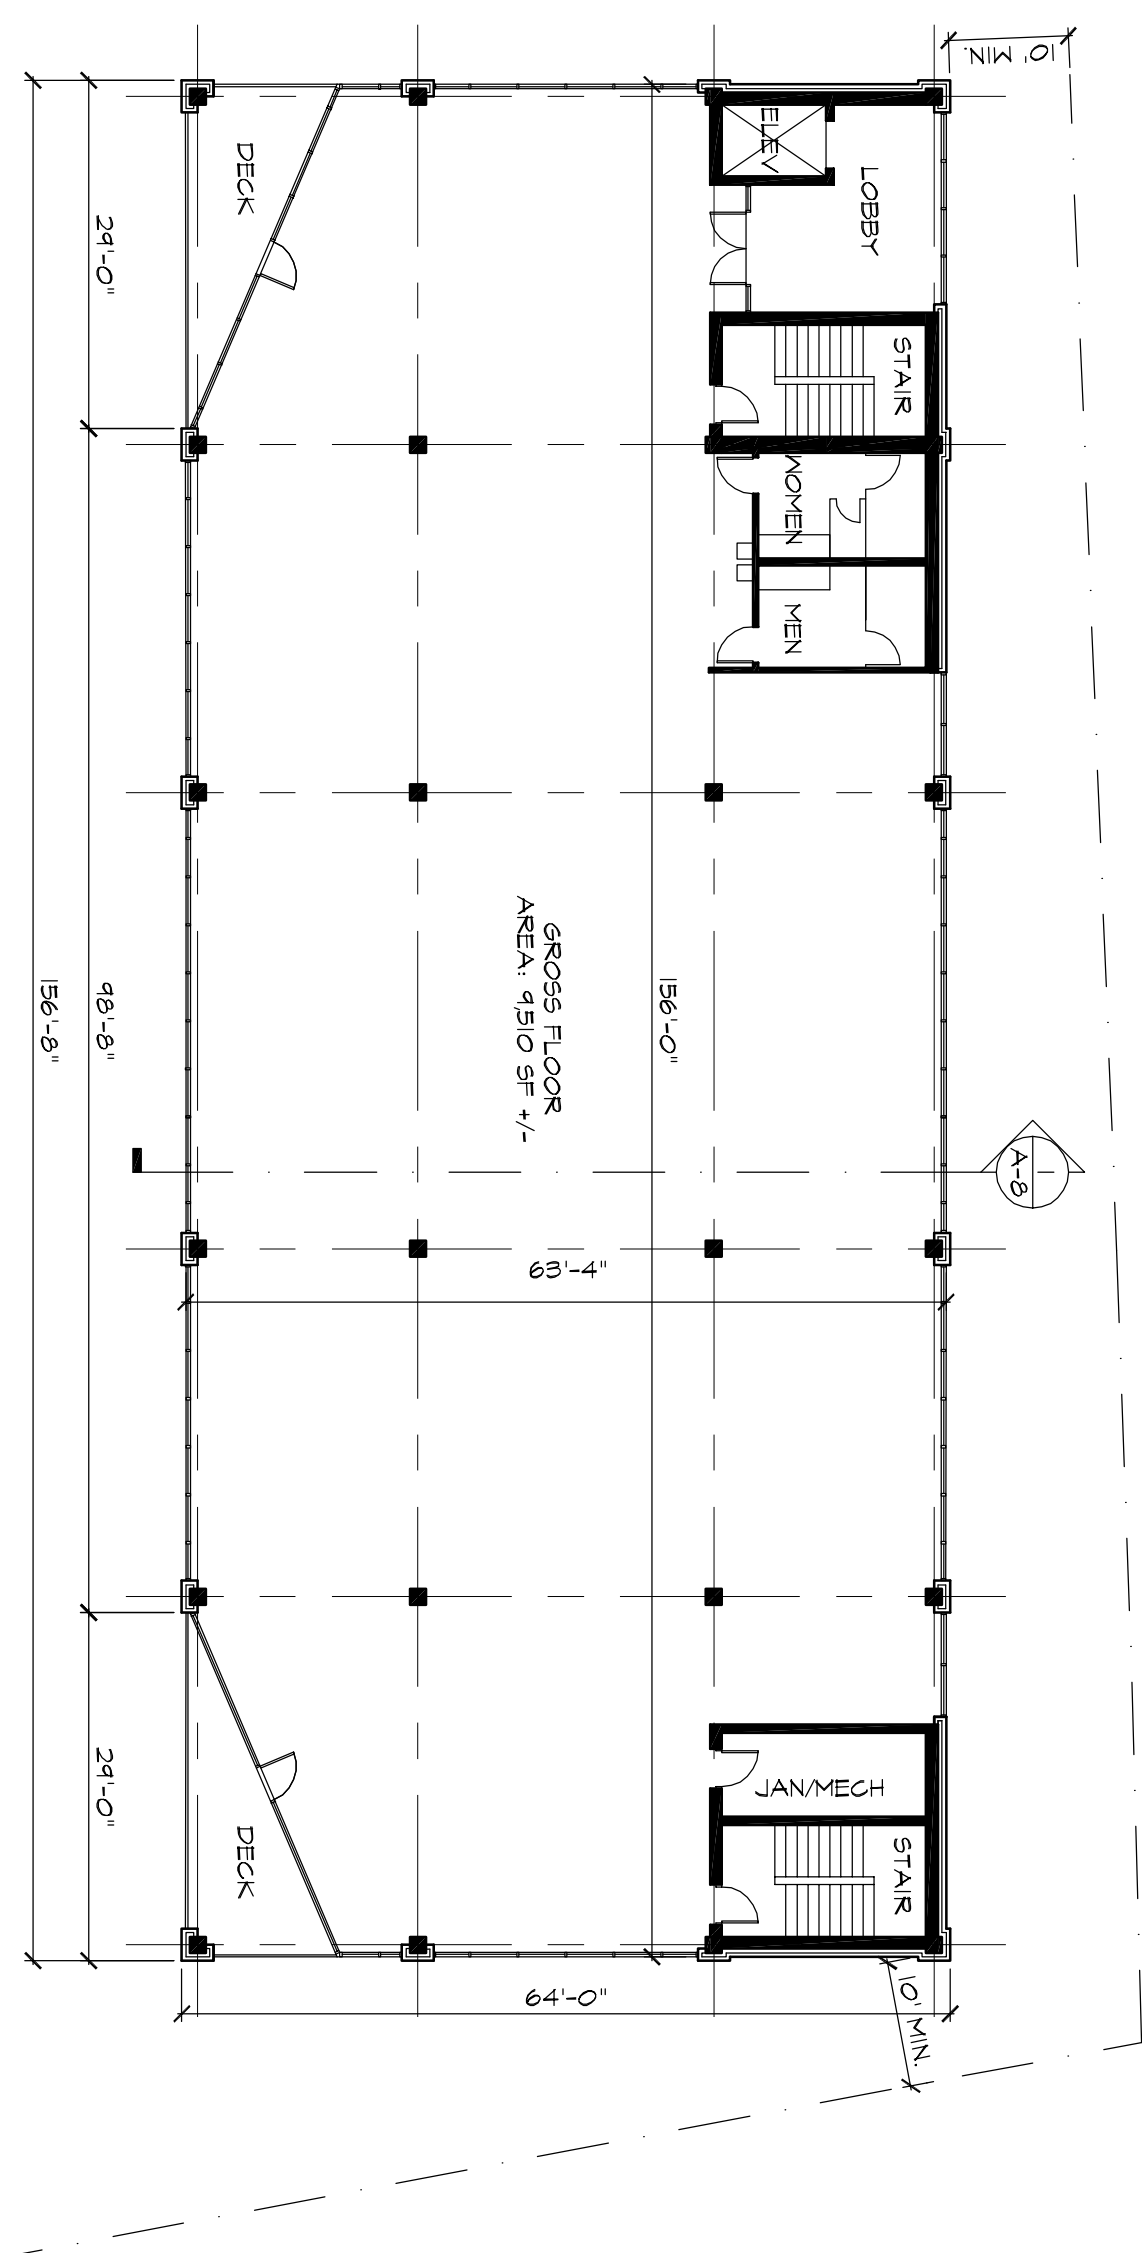 10' MIN.
ELEV
LOBBY
DECK
29'-0"
STAIR
WOMEN
MEN
GROSS FLOOR
AREA: 9,510 SF +/-
156'-0"
98'-8"
156'-8"
A-8
63'-4"
29'-0"
JAN/MECH
STAIR
DECK
64'-0"
10' MIN.